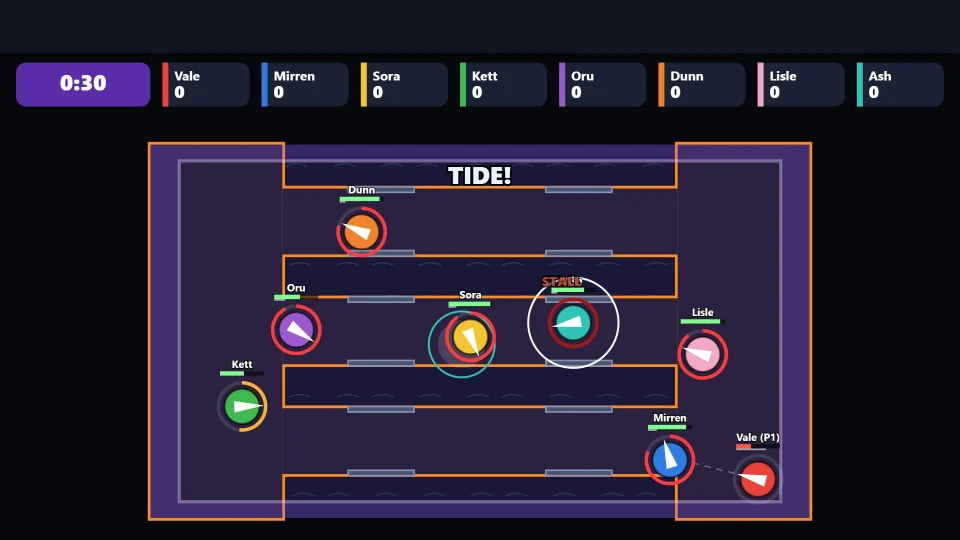 0:30
Vale
0
Mirren
0
Sora
0
Kett
0
Oru
0
Dunn
0
Lisle
0
Ash
0
TIDE!
Dunn
STALL
Oru
Sora
Lisle
Kett
Mirren
Vale (P1)